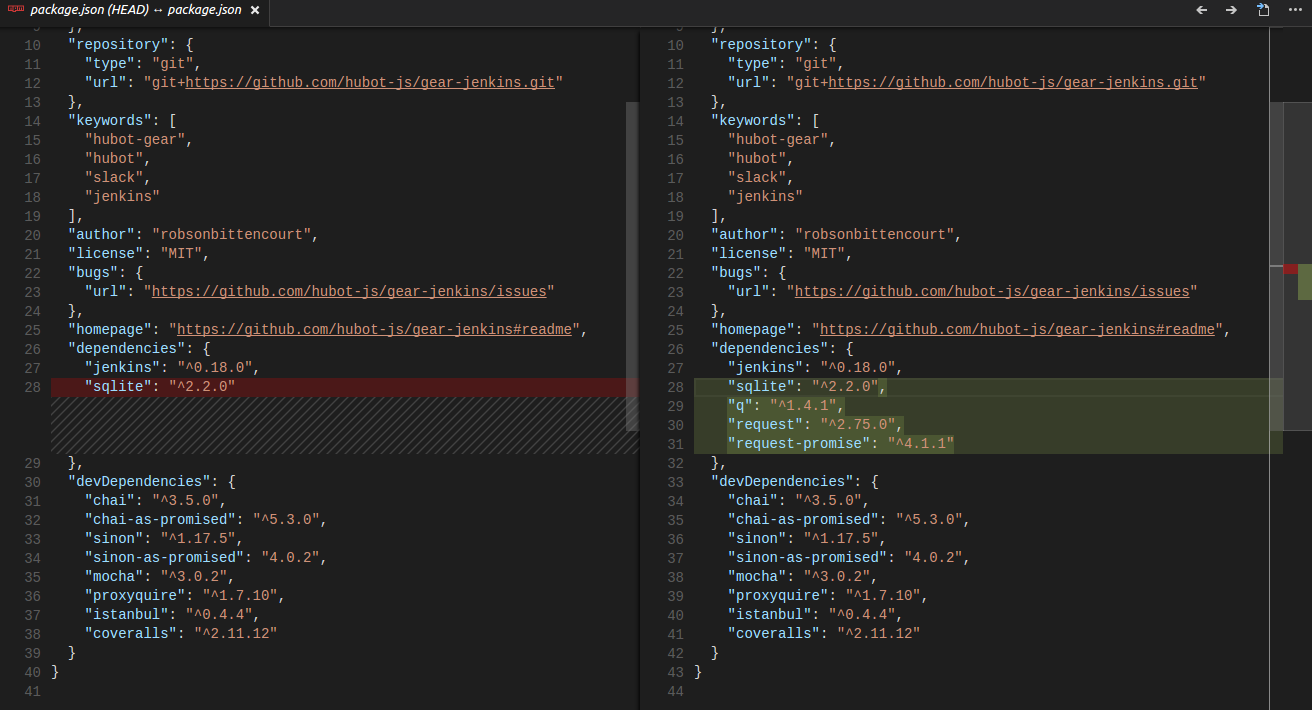 package.json (HEAD) ↔ package.json ×
9 },
10 "repository": {
11 "type": "git",
12 "url": "git+https://github.com/hubot-js/gear-jenkins.git"
13 },
14 "keywords": [
15 "hubot-gear",
16 "hubot",
17 "slack",
18 "jenkins"
19 ],
20 "author": "robsonbittencourt",
21 "license": "MIT",
22 "bugs": {
23 "url": "https://github.com/hubot-js/gear-jenkins/issues"
24 },
25 "homepage": "https://github.com/hubot-js/gear-jenkins#readme",
26 "dependencies": {
27 "jenkins": "^0.18.0",
28 "sqlite": "^2.2.0"
29 },
30 "devDependencies": {
31 "chai": "^3.5.0",
32 "chai-as-promised": "^5.3.0",
33 "sinon": "^1.17.5",
34 "sinon-as-promised": "4.0.2",
35 "mocha": "^3.0.2",
36 "proxyquire": "^1.7.10",
37 "istanbul": "^0.4.4",
38 "coveralls": "^2.11.12"
39 }
40 }
41
9 },
10 "repository": {
11 "type": "git",
12 "url": "git+https://github.com/hubot-js/gear-jenkins.git"
13 },
14 "keywords": [
15 "hubot-gear",
16 "hubot",
17 "slack",
18 "jenkins"
19 ],
20 "author": "robsonbittencourt",
21 "license": "MIT",
22 "bugs": {
23 "url": "https://github.com/hubot-js/gear-jenkins/issues"
24 },
25 "homepage": "https://github.com/hubot-js/gear-jenkins#readme",
26 "dependencies": {
27 "jenkins": "^0.18.0",
28 "sqlite": "^2.2.0",
29 "q": "^1.4.1",
30 "request": "^2.75.0",
31 "request-promise": "^4.1.1"
32 },
33 "devDependencies": {
34 "chai": "^3.5.0",
35 "chai-as-promised": "^5.3.0",
36 "sinon": "^1.17.5",
37 "sinon-as-promised": "4.0.2",
38 "mocha": "^3.0.2",
39 "proxyquire": "^1.7.10",
40 "istanbul": "^0.4.4",
41 "coveralls": "^2.11.12"
42 }
43 }
44